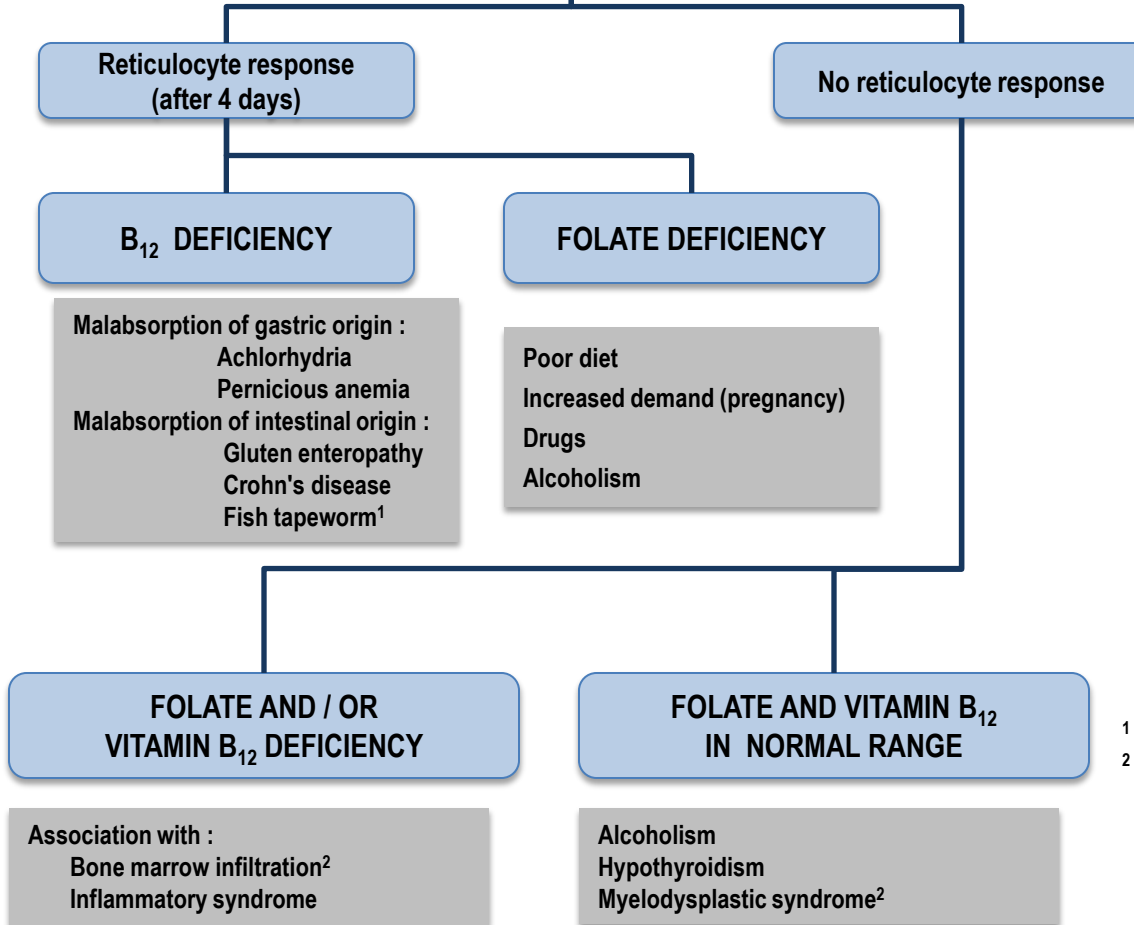 Reticulocyte response
(after 4 days)
No reticulocyte response
B₁₂ DEFICIENCY
FOLATE DEFICIENCY
Malabsorption of gastric origin :
Achlorhydria
Pernicious anemia
Malabsorption of intestinal origin :
Gluten enteropathy
Crohn's disease
Fish tapeworm¹
Poor diet
Increased demand (pregnancy)
Drugs
Alcoholism
FOLATE AND / OR
VITAMIN B₁₂ DEFICIENCY
FOLATE AND VITAMIN B₁₂
IN NORMAL RANGE
1
2
Association with :
Bone marrow infiltration²
Inflammatory syndrome
Alcoholism
Hypothyroidism
Myelodysplastic syndrome²